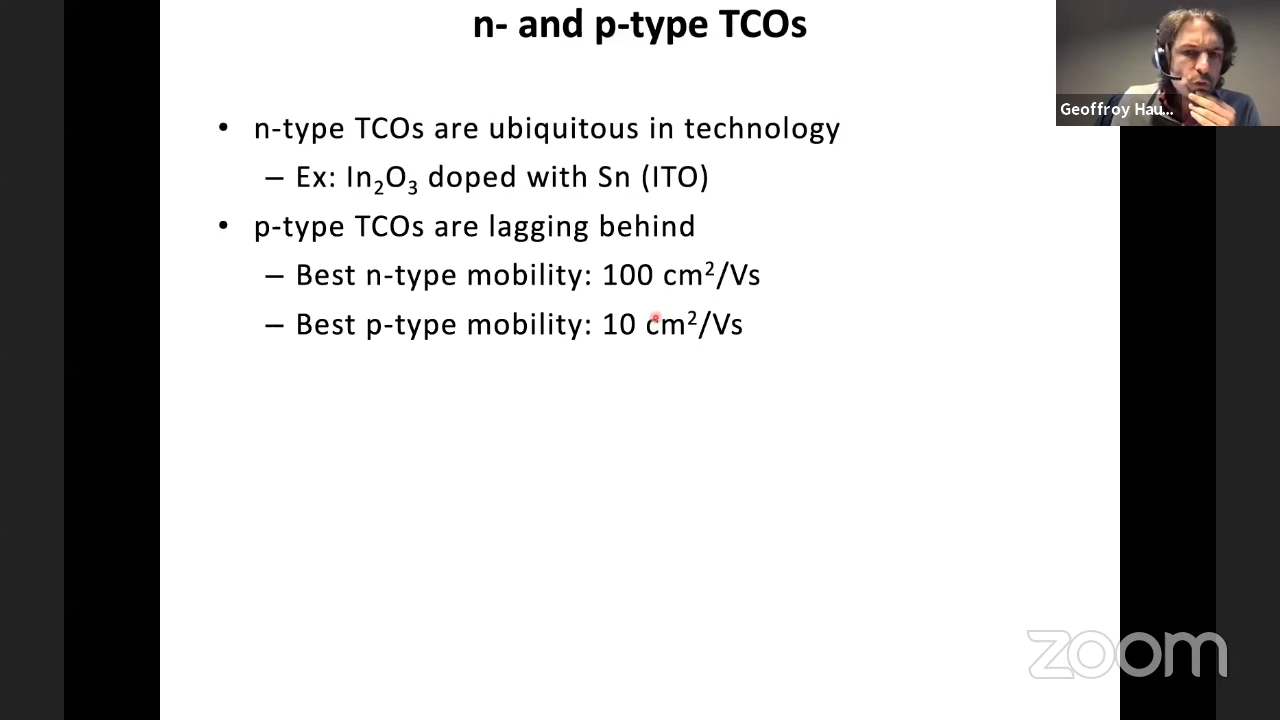 n- and p-type TCOs
Geoffroy Hau...
• n-type TCOs are ubiquitous in technology
– Ex: In₂O₃ doped with Sn (ITO)
• p-type TCOs are lagging behind
– Best n-type mobility: 100 cm²/Vs
– Best p-type mobility: 10 cm²/Vs
zoom